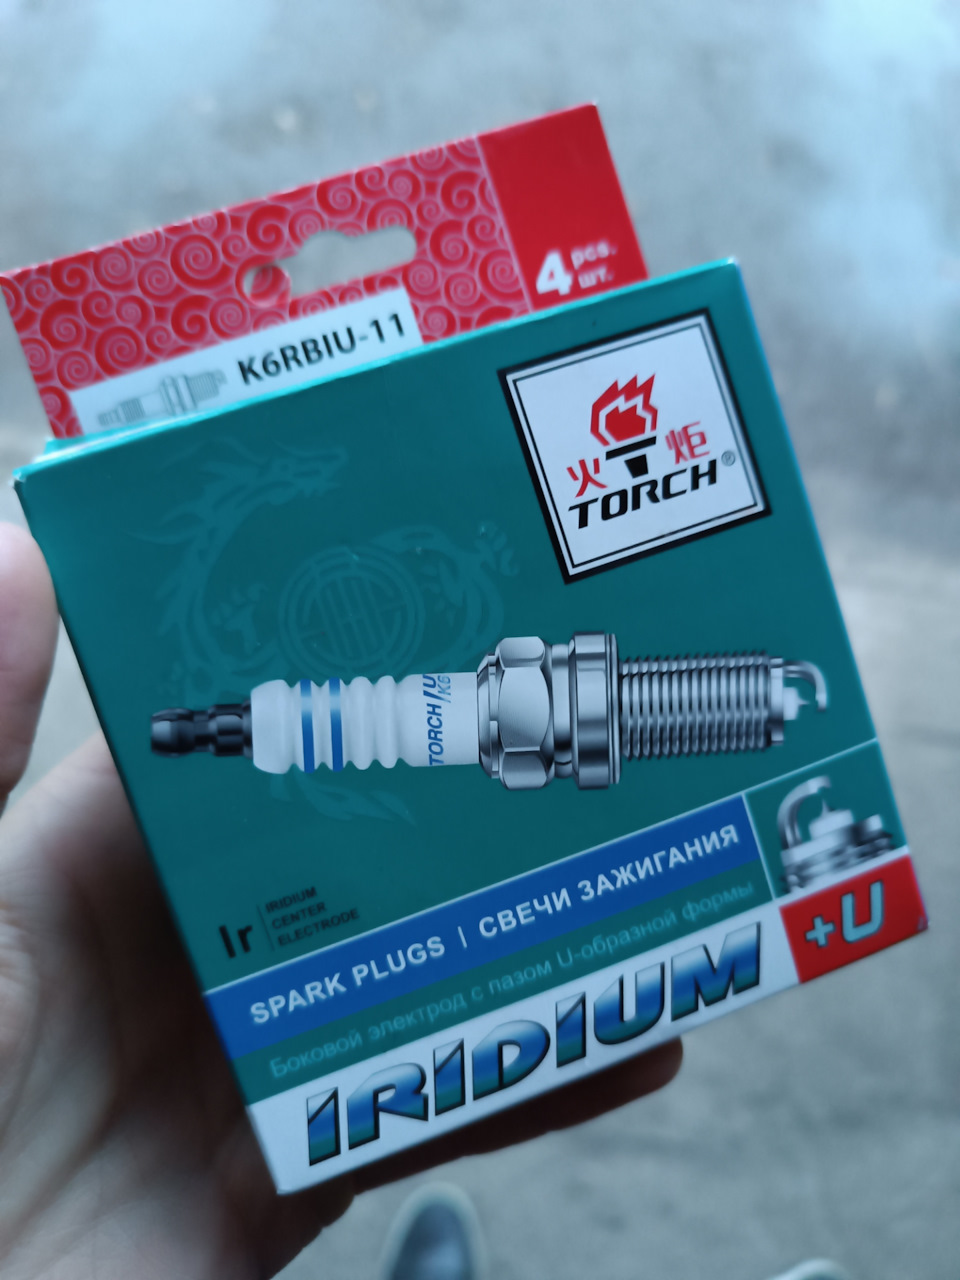 4 pcs.
шт.
K6RBIU-11
火 炬
TORCH®
TORCH/U
/K6
Ir
IRIDIUM
CENTER
ELECTRODE
SPARK PLUGS | СВЕЧИ ЗАЖИГАНИЯ
Боковой электрод с пазом U-образной формы
IRIDIUM
+U